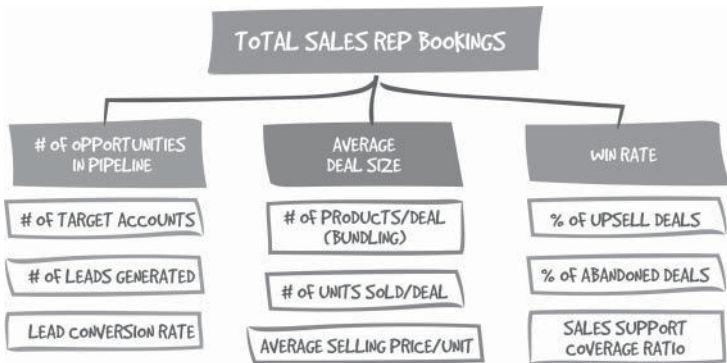 TOTAL SALES REP BOOKINGS
# OF OPPORTUNITIES
IN PIPELINE
# OF TARGET ACCOUNTS
# OF LEADS GENERATED
LEAD CONVERSION RATE
AVERAGE
DEAL SIZE
# OF PRODUCTS/DEAL
(BUNDLING)
# OF UNITS SOLD/DEAL
AVERAGE SELLING PRICE/UNIT
WIN RATE
% OF UPSELL DEALS
% OF ABANDONED DEALS
SALES SUPPORT
COVERAGE RATIO